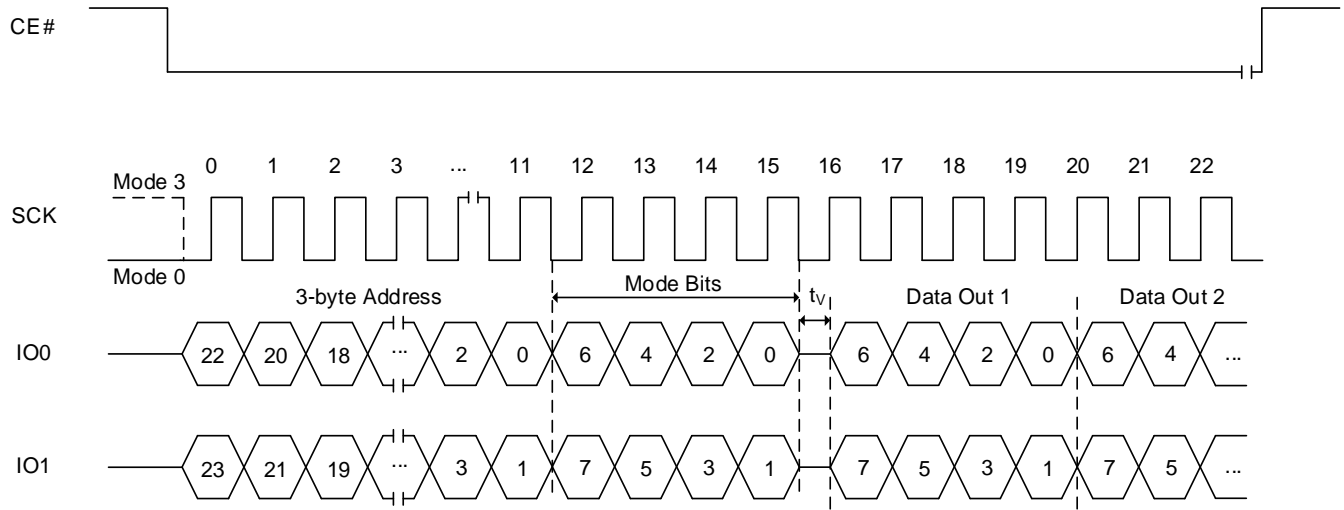 CE#
0 1 2 3 ... 11 12 13 14 15 16 17 18 19 20 21 22
Mode 3
SCK
Mode 0
3-byte Address Mode Bits tV Data Out 1 Data Out 2
IO0 22 20 18 ... 2 0 6 4 2 0 6 4 2 0 6 4 ...
IO1 23 21 19 ... 3 1 7 5 3 1 7 5 3 1 7 5 ...